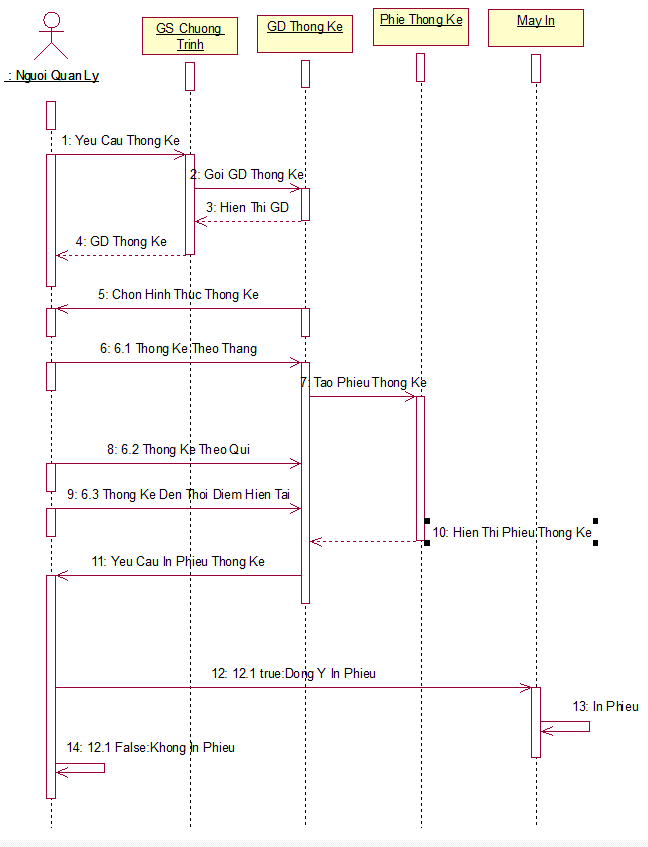 : Nguoi Quan Ly
GS Chuong
Trinh
GD Thong Ke
Phie Thong Ke
May In
1: Yeu Cau Thong Ke
2: Goi GD Thong Ke
3: Hien Thi GD
4: GD Thong Ke
5: Chon Hinh Thuc Thong Ke
6: 6.1 Thong Ke Theo Thang
7: Tao Phieu Thong Ke
8: 6.2 Thong Ke Theo Qui
9: 6.3 Thong Ke Den Thoi Diem Hien Tai
10: Hien Thi Phieu Thong Ke
11: Yeu Cau In Phieu Thong Ke
12: 12.1 true:Dong Y In Phieu
13: In Phieu
14: 12.1 False:Khong In Phieu